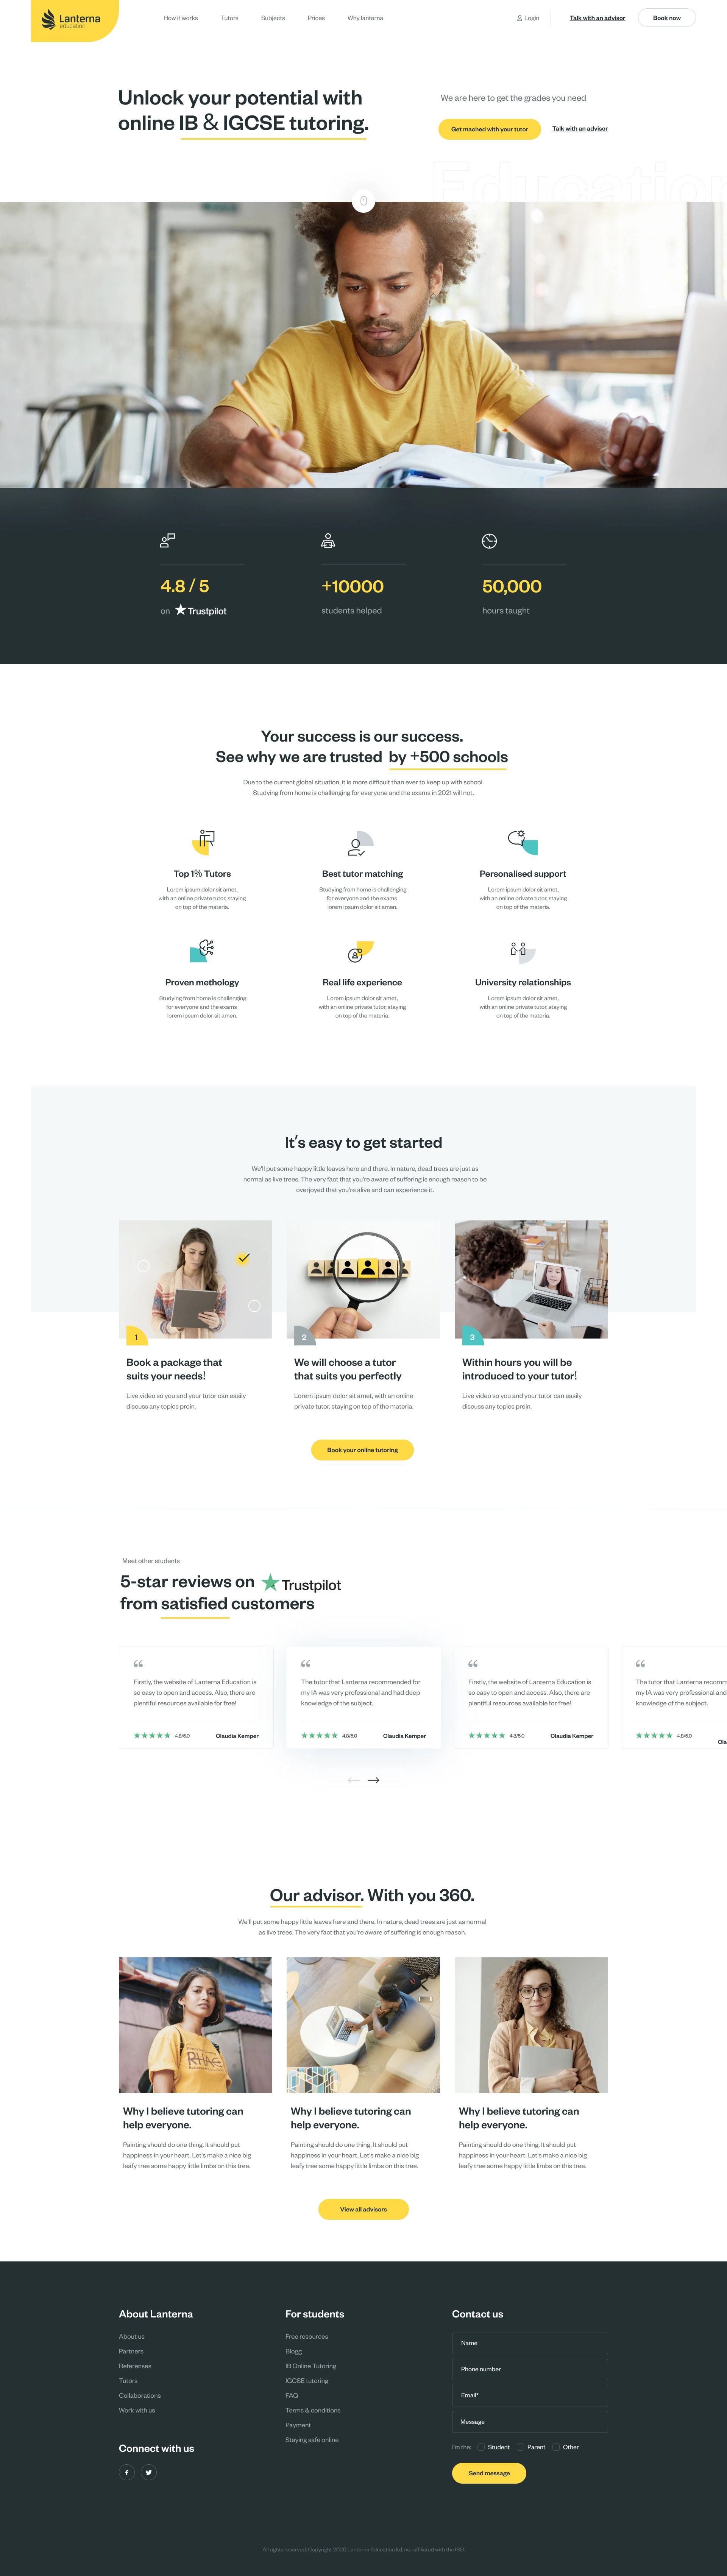 Lanterna
education
How it works
Tutors
Subjects
Prices
Why lanterna
Login
Talk with an advisor
Book now
Unlock your potential with
online IB & IGCSE tutoring.
We are here to get the grades you need
Get mached with your tutor
Talk with an advisor
Education
4.8 / 5
on Trustpilot
+10000
students helped
50,000
hours taught
Your success is our success.
See why we are trusted by +500 schools
Due to the current global situation, it is more difficult than ever to keep up with school.
Studying from home is challenging for everyone and the exams in 2021 will not.
Top 1% Tutors
Lorem ipsum dolor sit amet,
with an online private tutor, staying
on top of the materia.
Best tutor matching
Studying from home is challenging
for everyone and the exams
lorem ipsum dolor sit amen.
Personalised support
Lorem ipsum dolor sit amet,
with an online private tutor, staying
on top of the materia.
Proven methology
Studying from home is challenging
for everyone and the exams
lorem ipsum dolor sit amen.
Real life experience
Lorem ipsum dolor sit amet,
with an online private tutor, staying
on top of the materia.
University relationships
Lorem ipsum dolor sit amet,
with an online private tutor, staying
on top of the materia.
It's easy to get started
We'll put some happy little leaves here and there. In nature, dead trees are just as
normal as live trees. The very fact that you're aware of suffering is enough reason to be
overjoyed that you're alive and can experience it.
1
Book a package that
suits your needs!
Live video so you and your tutor can easily
discuss any topics proin.
2
We will choose a tutor
that suits you perfectly
Lorem ipsum dolor sit amet, with an online
private tutor, staying on top of the materia.
3
Within hours you will be
introduced to your tutor!
Live video so you and your tutor can easily
discuss any topics proin.
Book your online tutoring
Meet other students
5-star reviews on Trustpilot
from satisfied customers
Firstly, the website of Lanterna Education is
so easy to open and access. Also, there are
plentiful resources available for free!
4.8/5.0
Claudia Kemper
The tutor that Lanterna recommended for
my IA was very professional and had deep
knowledge of the subject.
4.8/5.0
Claudia Kemper
Firstly, the website of Lanterna Education is
so easy to open and access. Also, there are
plentiful resources available for free!
4.8/5.0
Claudia Kemper
The tutor that Lanterna recomm
my IA was very professional and
knowledge of the subject.
4.8/5.0
Cla
Our advisor. With you 360.
We'll put some happy little leaves here and there. In nature, dead trees are just as normal
as live trees. The very fact that you're aware of suffering is enough reason.
RHAC
Why I believe tutoring can
help everyone.
Painting should do one thing. It should put
happiness in your heart. Let's make a nice big
leafy tree some happy little limbs on this tree.
Why I believe tutoring can
help everyone.
Painting should do one thing. It should put
happiness in your heart. Let's make a nice big
leafy tree some happy little limbs on this tree.
Why I believe tutoring can
help everyone.
Painting should do one thing. It should put
happiness in your heart. Let's make a nice big
leafy tree some happy little limbs on this tree.
View all advisors
About Lanterna
About us
Partners
Referenses
Tutors
Collaborations
Work with us
Connect with us
For students
Free resources
Blogg
IB Online Tutoring
IGCSE tutoring
FAQ
Terms & conditions
Payment
Staying safe online
Contact us
Name
Phone number
Email*
Message
I'm the:
Student
Parent
Other
Send message
All rights reserved. Copyright 2020 Lanterna Education ltd, not affiliated with the IBO.